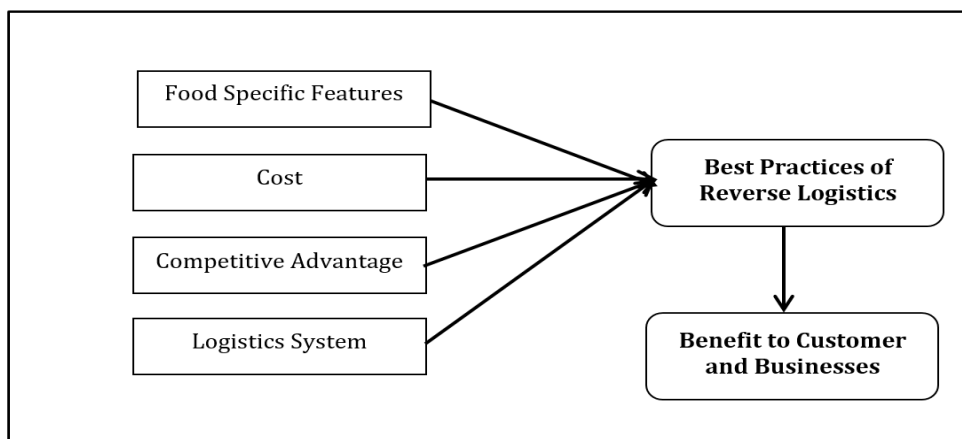 Food Specific Features
Cost
Competitive Advantage
Logistics System
Best Practices of
Reverse Logistics
Benefit to Customer
and Businesses